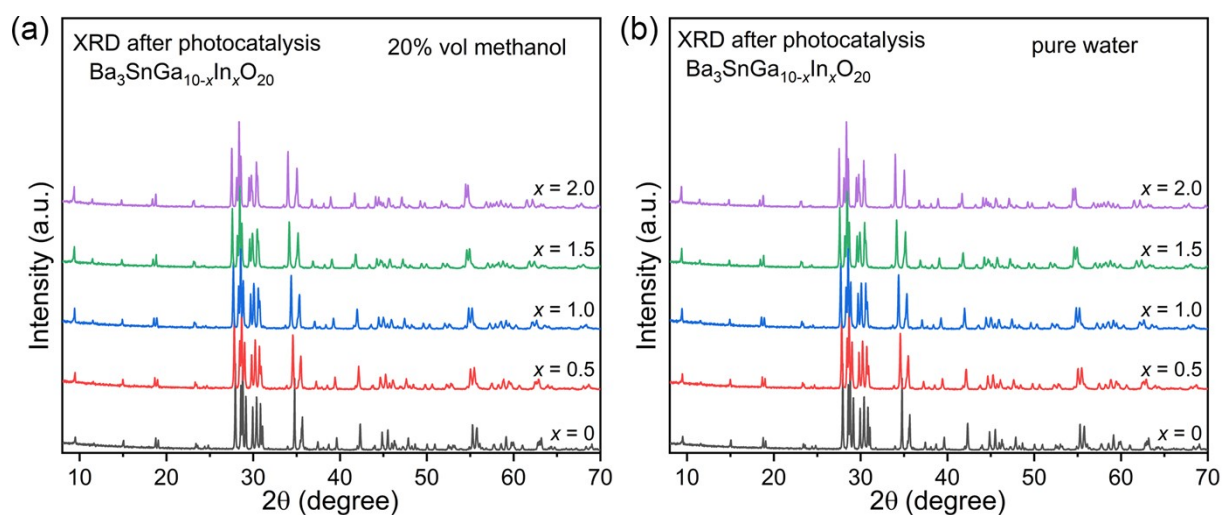 (a)
XRD after photocatalysis
20% vol methanol
Ba₃SnGa₁₀₋ₓInₓO₂₀
Intensity (a.u.)
x = 2.0
x = 1.5
x = 1.0
x = 0.5
x = 0
10 20 30 40 50 60 70
2θ (degree)
(b)
XRD after photocatalysis
pure water
Ba₃SnGa₁₀₋ₓInₓO₂₀
Intensity (a.u.)
x = 2.0
x = 1.5
x = 1.0
x = 0.5
x = 0
10 20 30 40 50 60 70
2θ (degree)